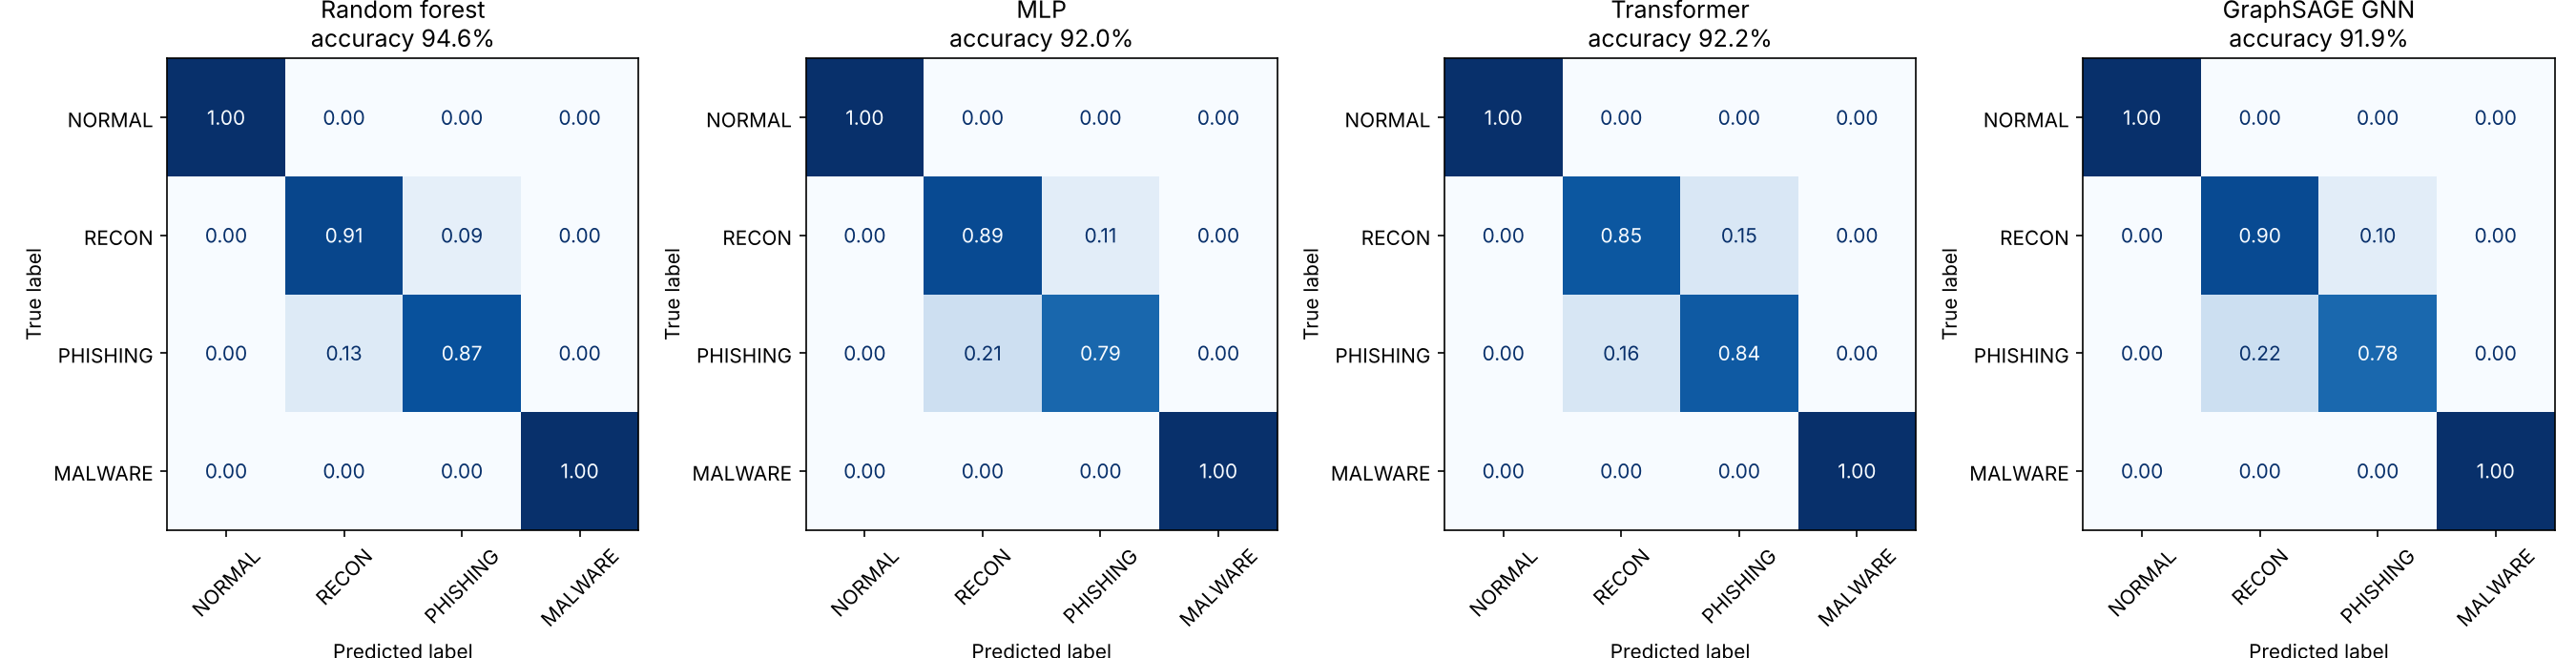 Random forest
accuracy 94.6%
True label
NORMAL 1.00 0.00 0.00 0.00
RECON 0.00 0.91 0.09 0.00
PHISHING 0.00 0.13 0.87 0.00
MALWARE 0.00 0.00 0.00 1.00
NORMAL RECON PHISHING MALWARE
Predicted label
MLP
accuracy 92.0%
True label
NORMAL 1.00 0.00 0.00 0.00
RECON 0.00 0.89 0.11 0.00
PHISHING 0.00 0.21 0.79 0.00
MALWARE 0.00 0.00 0.00 1.00
NORMAL RECON PHISHING MALWARE
Predicted label
Transformer
accuracy 92.2%
True label
NORMAL 1.00 0.00 0.00 0.00
RECON 0.00 0.85 0.15 0.00
PHISHING 0.00 0.16 0.84 0.00
MALWARE 0.00 0.00 0.00 1.00
NORMAL RECON PHISHING MALWARE
Predicted label
GraphSAGE GNN
accuracy 91.9%
True label
NORMAL 1.00 0.00 0.00 0.00
RECON 0.00 0.90 0.10 0.00
PHISHING 0.00 0.22 0.78 0.00
MALWARE 0.00 0.00 0.00 1.00
NORMAL RECON PHISHING MALWARE
Predicted label